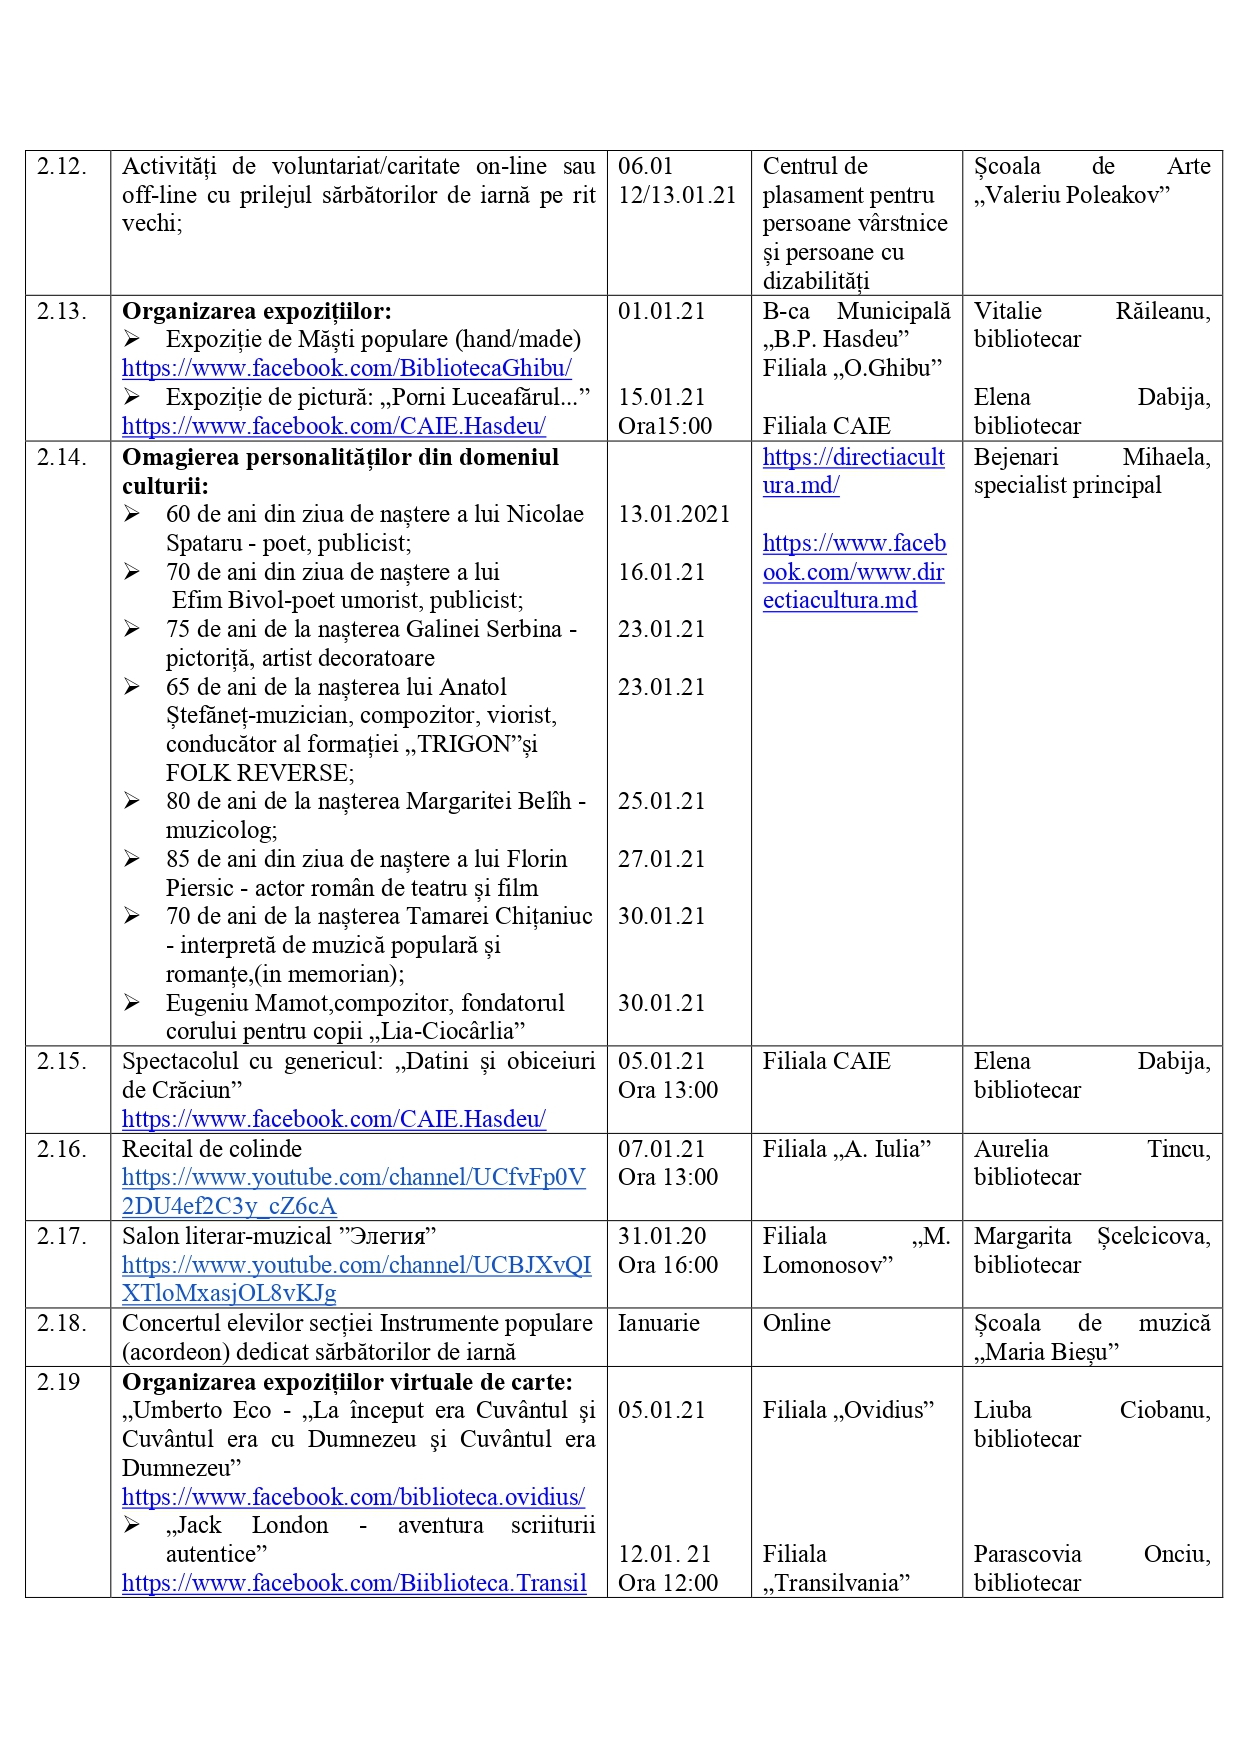 2.12.
Activități de voluntariat/caritate on-line sau
off-line cu prilejul sărbătorilor de iarnă pe rit
vechi;
06.01
12/13.01.21
Centrul de
plasament pentru
persoane vârstnice
și persoane cu
dizabilități
Școala de Arte
„Valeriu Poleakov”
2.13.
Organizarea expozițiilor:
➢ Expoziție de Măști populare (hand/made)
https://www.facebook.com/BibliotecaGhibu/
➢ Expoziție de pictură: „Porni Luceafărul...”
https://www.facebook.com/CAIE.Hasdeu/
01.01.21
15.01.21
Ora15:00
B-ca Municipală
„B.P. Hasdeu”
Filiala „O.Ghibu”
Filiala CAIE
Vitalie Răileanu,
bibliotecar
Elena Dabija,
bibliotecar
2.14.
Omagierea personalităților din domeniul
culturii:
➢ 60 de ani din ziua de naștere a lui Nicolae
Spataru - poet, publicist;
➢ 70 de ani din ziua de naștere a lui
Efim Bivol-poet umorist, publicist;
➢ 75 de ani de la nașterea Galinei Serbina -
pictoriță, artist decoratoare
➢ 65 de ani de la nașterea lui Anatol
Ștefăneț-muzician, compozitor, viorist,
conducător al formației „TRIGON”și
FOLK REVERSE;
➢ 80 de ani de la nașterea Margaritei Belîh -
muzicolog;
➢ 85 de ani din ziua de naștere a lui Florin
Piersic - actor român de teatru și film
➢ 70 de ani de la nașterea Tamarei Chițaniuc
- interpretă de muzică populară și
romanțe,(in memorian);
➢ Eugeniu Mamot,compozitor, fondatorul
corului pentru copii „Lia-Ciocârlia”
13.01.2021
16.01.21
23.01.21
23.01.21
25.01.21
27.01.21
30.01.21
30.01.21
https://directiacult
ura.md/
https://www.faceb
ook.com/www.dir
ectiacultura.md
Bejenari Mihaela,
specialist principal
2.15.
Spectacolul cu genericul: „Datini și obiceiuri
de Crăciun”
https://www.facebook.com/CAIE.Hasdeu/
05.01.21
Ora 13:00
Filiala CAIE
Elena Dabija,
bibliotecar
2.16.
Recital de colinde
https://www.youtube.com/channel/UCfvFp0V
2DU4ef2C3y_cZ6cA
07.01.21
Ora 13:00
Filiala „A. Iulia”
Aurelia Tincu,
bibliotecar
2.17.
Salon literar-muzical ”Элегия”
https://www.youtube.com/channel/UCBJXvQI
XTloMxasjOL8vKJg
31.01.20
Ora 16:00
Filiala „M.
Lomonosov”
Margarita Șcelcicova,
bibliotecar
2.18.
Concertul elevilor secției Instrumente populare
(acordeon) dedicat sărbătorilor de iarnă
Ianuarie
Online
Școala de muzică
„Maria Bieșu”
2.19
Organizarea expozițiilor virtuale de carte:
„Umberto Eco - „La început era Cuvântul şi
Cuvântul era cu Dumnezeu şi Cuvântul era
Dumnezeu”
https://www.facebook.com/biblioteca.ovidius/
➢ „Jack London - aventura scriiturii
autentice”
https://www.facebook.com/Biiblioteca.Transil
05.01.21
12.01. 21
Ora 12:00
Filiala „Ovidius”
Filiala
„Transilvania”
Liuba Ciobanu,
bibliotecar
Parascovia Onciu,
bibliotecar